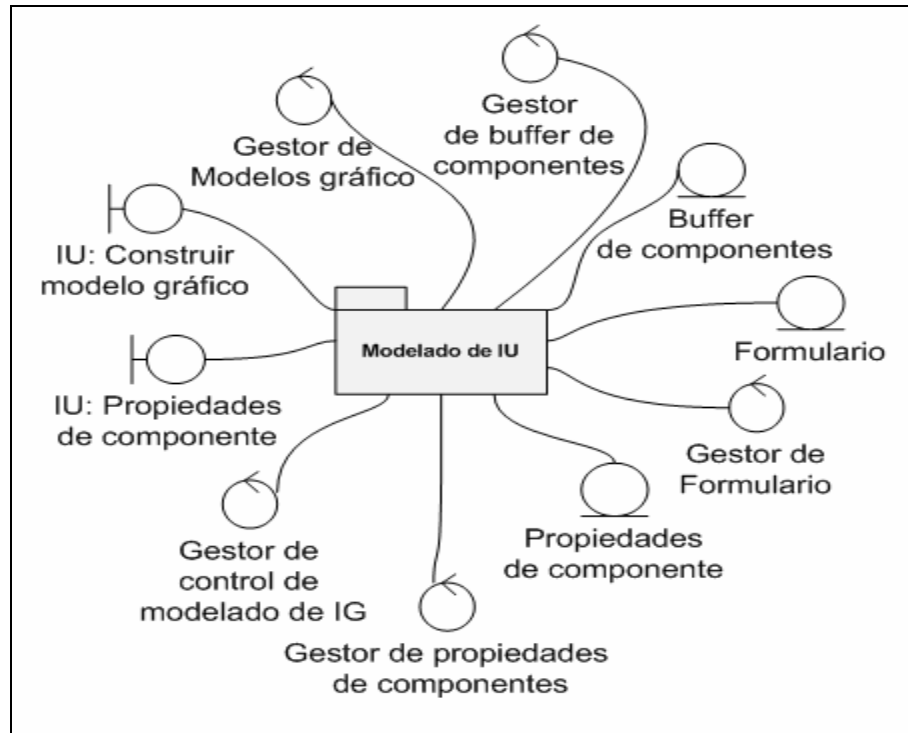 Gestor
de buffer de
componentes
Gestor de
Modelos gráfico
Buffer
de componentes
IU: Construir
modelo gráfico
Formulario
Modelado de IU
IU: Propiedades
de componente
Gestor de
Formulario
Propiedades
de componente
Gestor de
control de
modelado de IG
Gestor de propiedades
de componentes